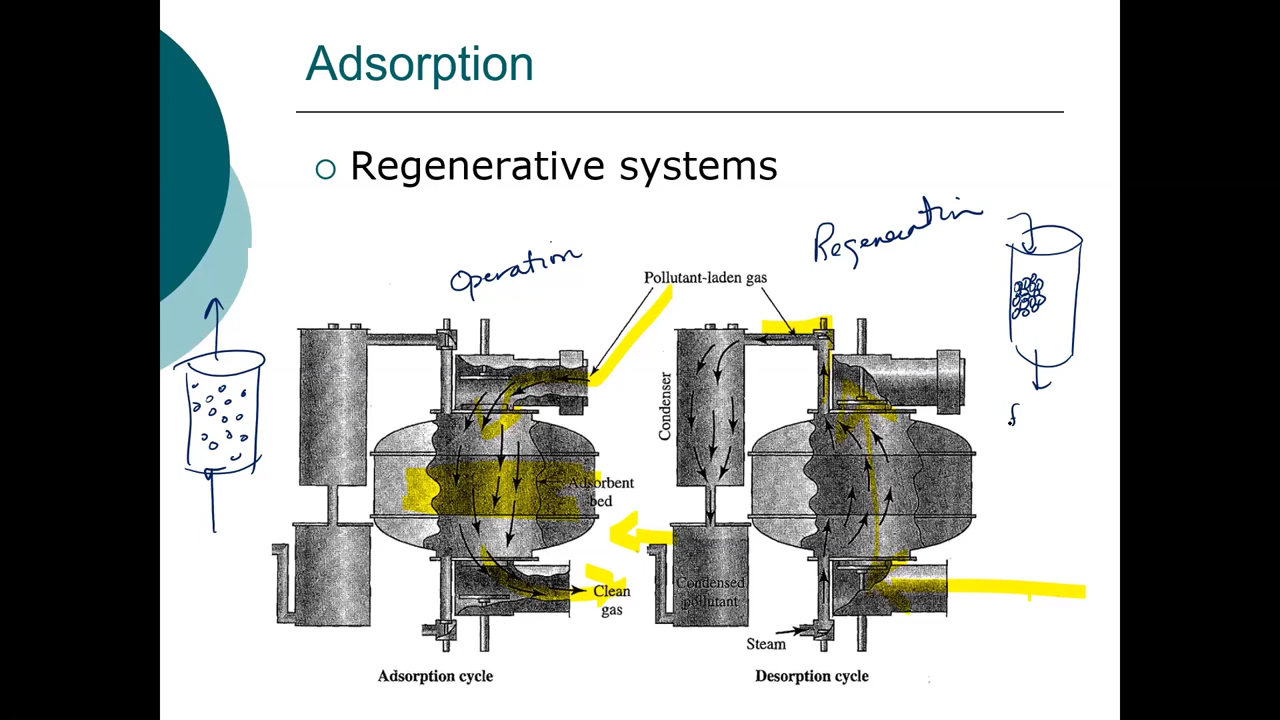 Adsorption
Regenerative systems
Operation
Regeneration
Pollutant-laden gas
Condenser
Adsorbent
bed
Clean
gas
Condensed
pollutant
Steam
Adsorption cycle
Desorption cycle